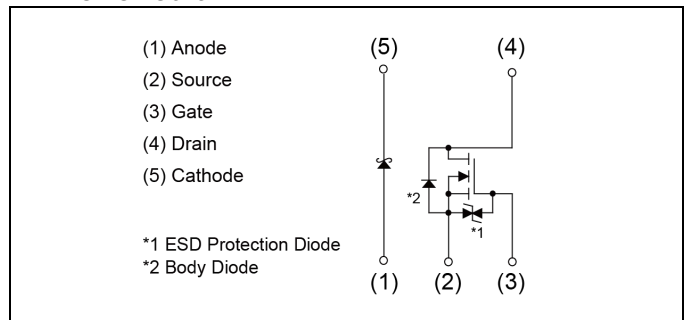 (1) Anode
(2) Source
(3) Gate
(4) Drain
(5) Cathode
*1 ESD Protection Diode
*2 Body Diode
(5) (4)
*2
*1
(1) (2) (3)